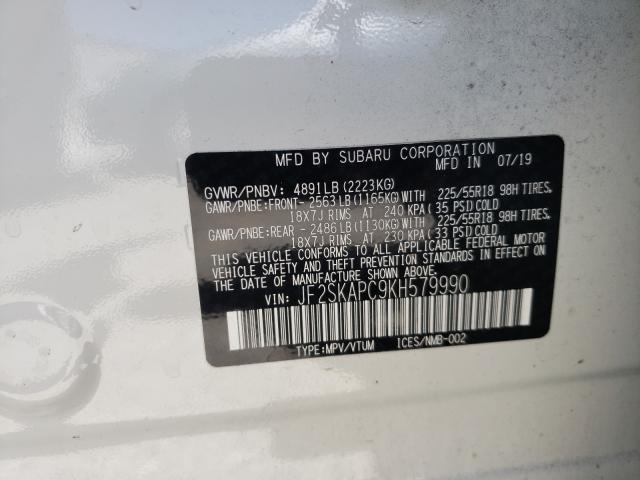 MFD BY SUBARU CORPORATION
MFD IN 07/19
GVWR/PNBV: 4891LB(2223KG)
GAWR/PNBE:FRONT- 2563LB(1165KG)WITH 225/55R18 98H TIRES,
18X7J RIMS AT 240 KPA(35 PSI)COLD
GAWR/PNBE:REAR - 2486LB(1130KG)WITH 225/55R18 98H TIRES,
18X7J RIMS AT 230 KPA(33 PSI)COLD
THIS VEHICLE CONFORMS TO ALL APPLICABLE FEDERAL MOTOR
VEHICLE SAFETY AND THEFT PREVENTION STANDARDS IN EFFECT ON
THE DATE OF MANUFACTURE SHOWN ABOVE.
VIN: JF2SKAPC9KH579990
TYPE:MPV/VTUM ICES/NMB-002